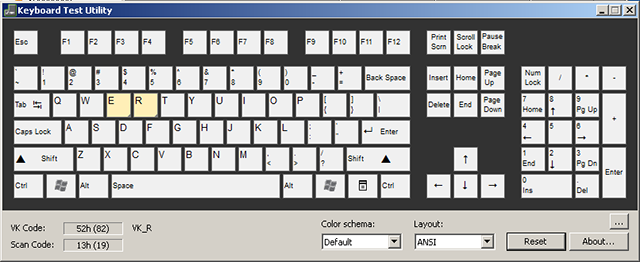 Keyboard Test Utility
Esc F1 F2 F3 F4 F5 F6 F7 F8 F9 F10 F11 F12 Print Scrn Scroll Lock Pause Break
~ ` ! 1 @ 2 # 3 $ 4 % 5 ^ 6 & 7 * 8 ( 9 ) 0 _ - + = Back Space Insert Home Page Up Num Lock / * -
Tab Q W E R T Y U I O P { [ } ] | \ Delete End Page Down 7 Home 8 ↑ 9 Pg Up +
Caps Lock A S D F G H J K L : ; " ' Enter 4 ← 5 6 →
Shift Z X C V B N M < , > . ? / Shift ↑ 1 End 2 ↓ 3 Pg Dn Enter
Ctrl Alt Space Alt Ctrl ← ↓ → 0 Ins . Del
VK Code: 52h (82) VK_R
Scan Code: 13h (19)
Color schema: Layout: ...
Default ANSI Reset About...